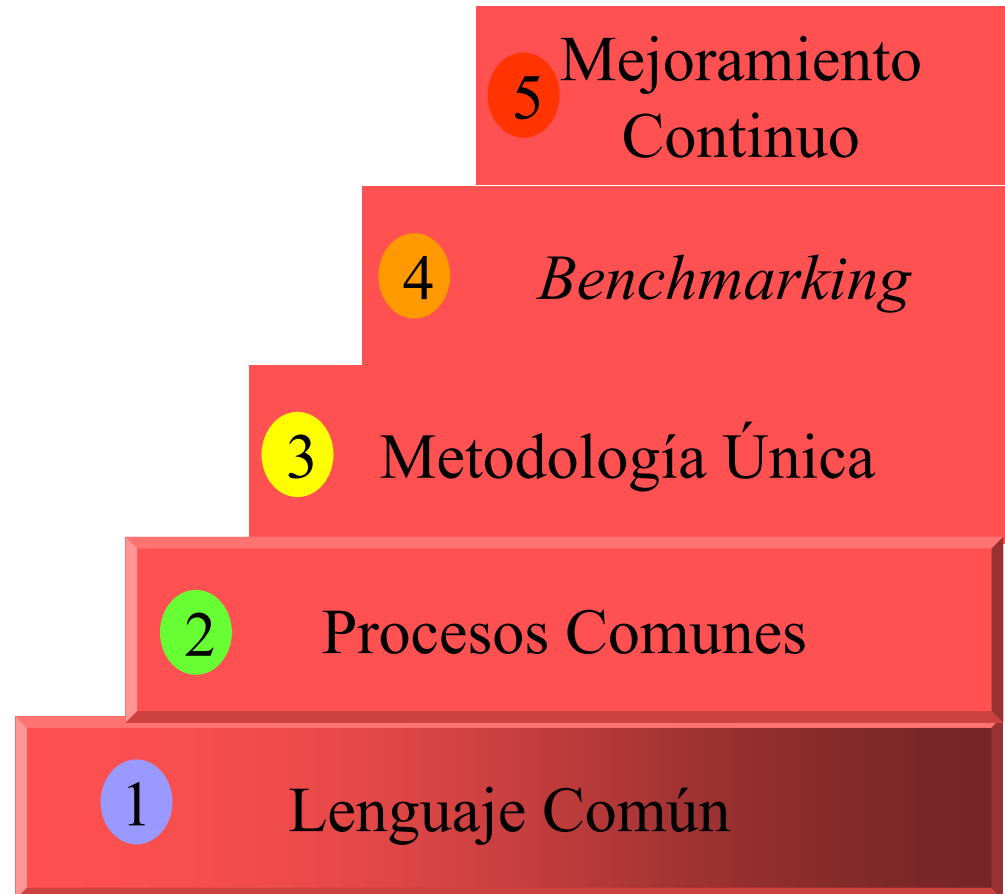 5 Mejoramiento
Continuo
4 Benchmarking
3 Metodología Única
2 Procesos Comunes
1 Lenguaje Común